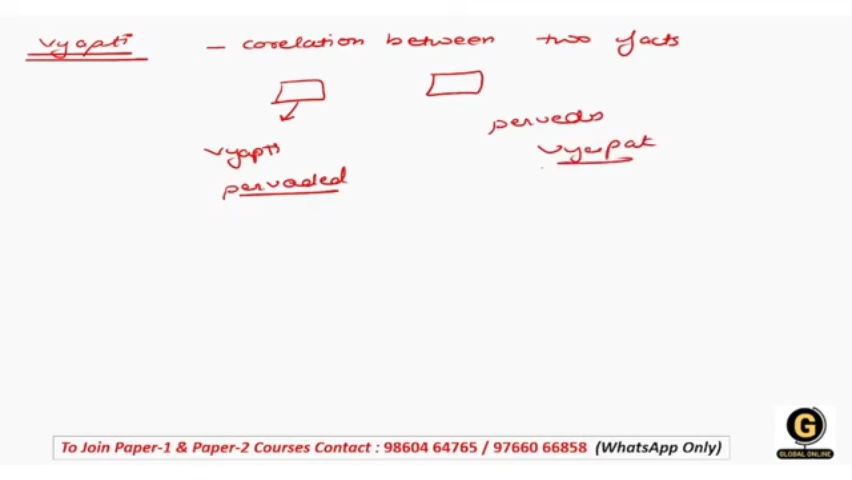 vyapti - corelation between two facts
pervedo
vyapti vyapak
pervaded
To Join Paper-1 & Paper-2 Courses Contact : 98604 64765 / 97660 66858 (WhatsApp Only)
G
GLOBAL ONLINE